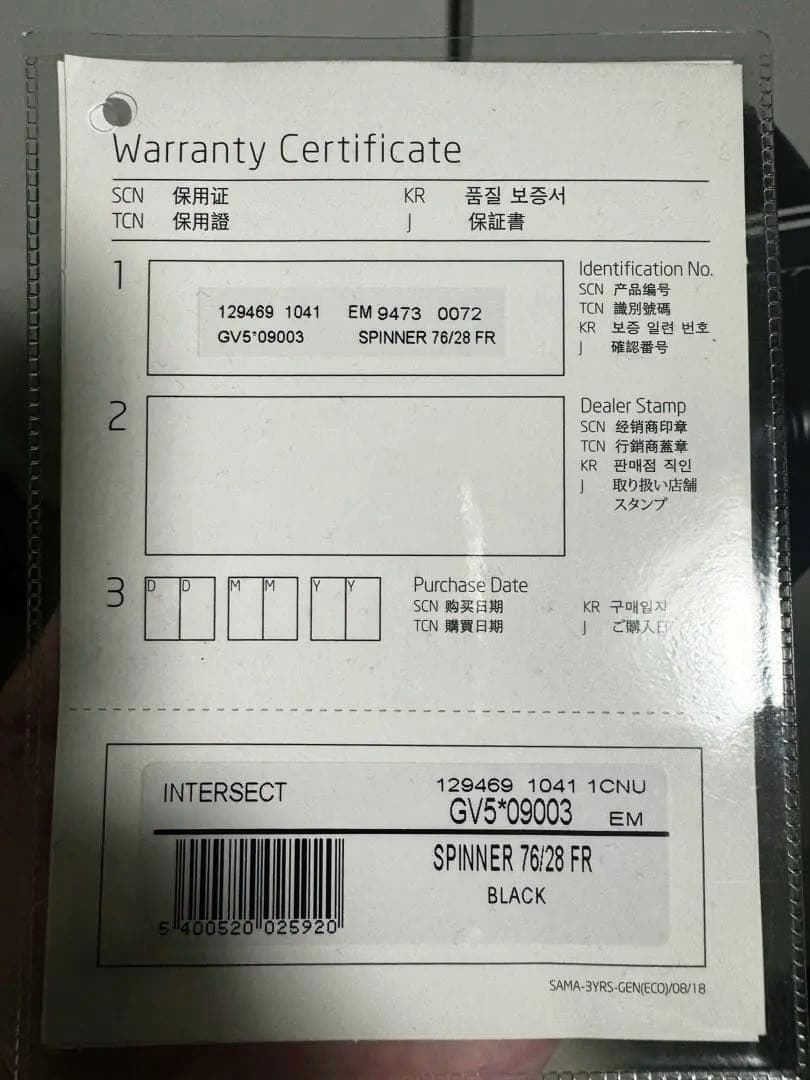 Warranty Certificate
SCN 保用证 KR 품질 보증서
TCN 保用證 J 保証書
1
129469 1041 EM 9473 0072
GV5*09003 SPINNER 76/28 FR
Identification No.
SCN 产品编号
TCN 識別號碼
KR 보증 일련 번호
J 確認番号
2
Dealer Stamp
SCN 经销商印章
TCN 行銷商蓋章
KR 판매점 직인
J 取り扱い店舗
スタンプ
3
D D M M Y Y
Purchase Date
SCN 购买日期 KR 구매일자
TCN 購買日期 J ご購入日
INTERSECT
129469 1041 1CNU
GV5*09003 EM
SPINNER 76/28 FR
BLACK
5 400520 025920
SAMA-3YRS-GEN(ECO)/08/18